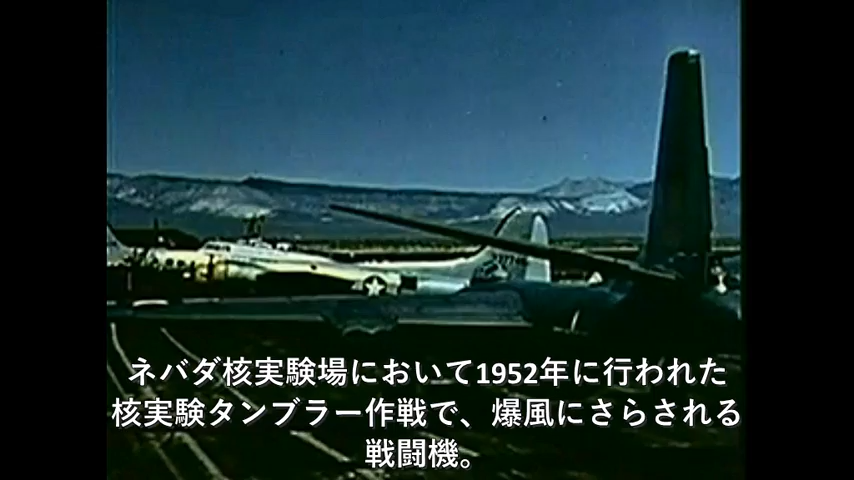 ネバダ核実験場において1952年に行われた
核実験タンブラー作戦で、爆風にさらされる
戦闘機。